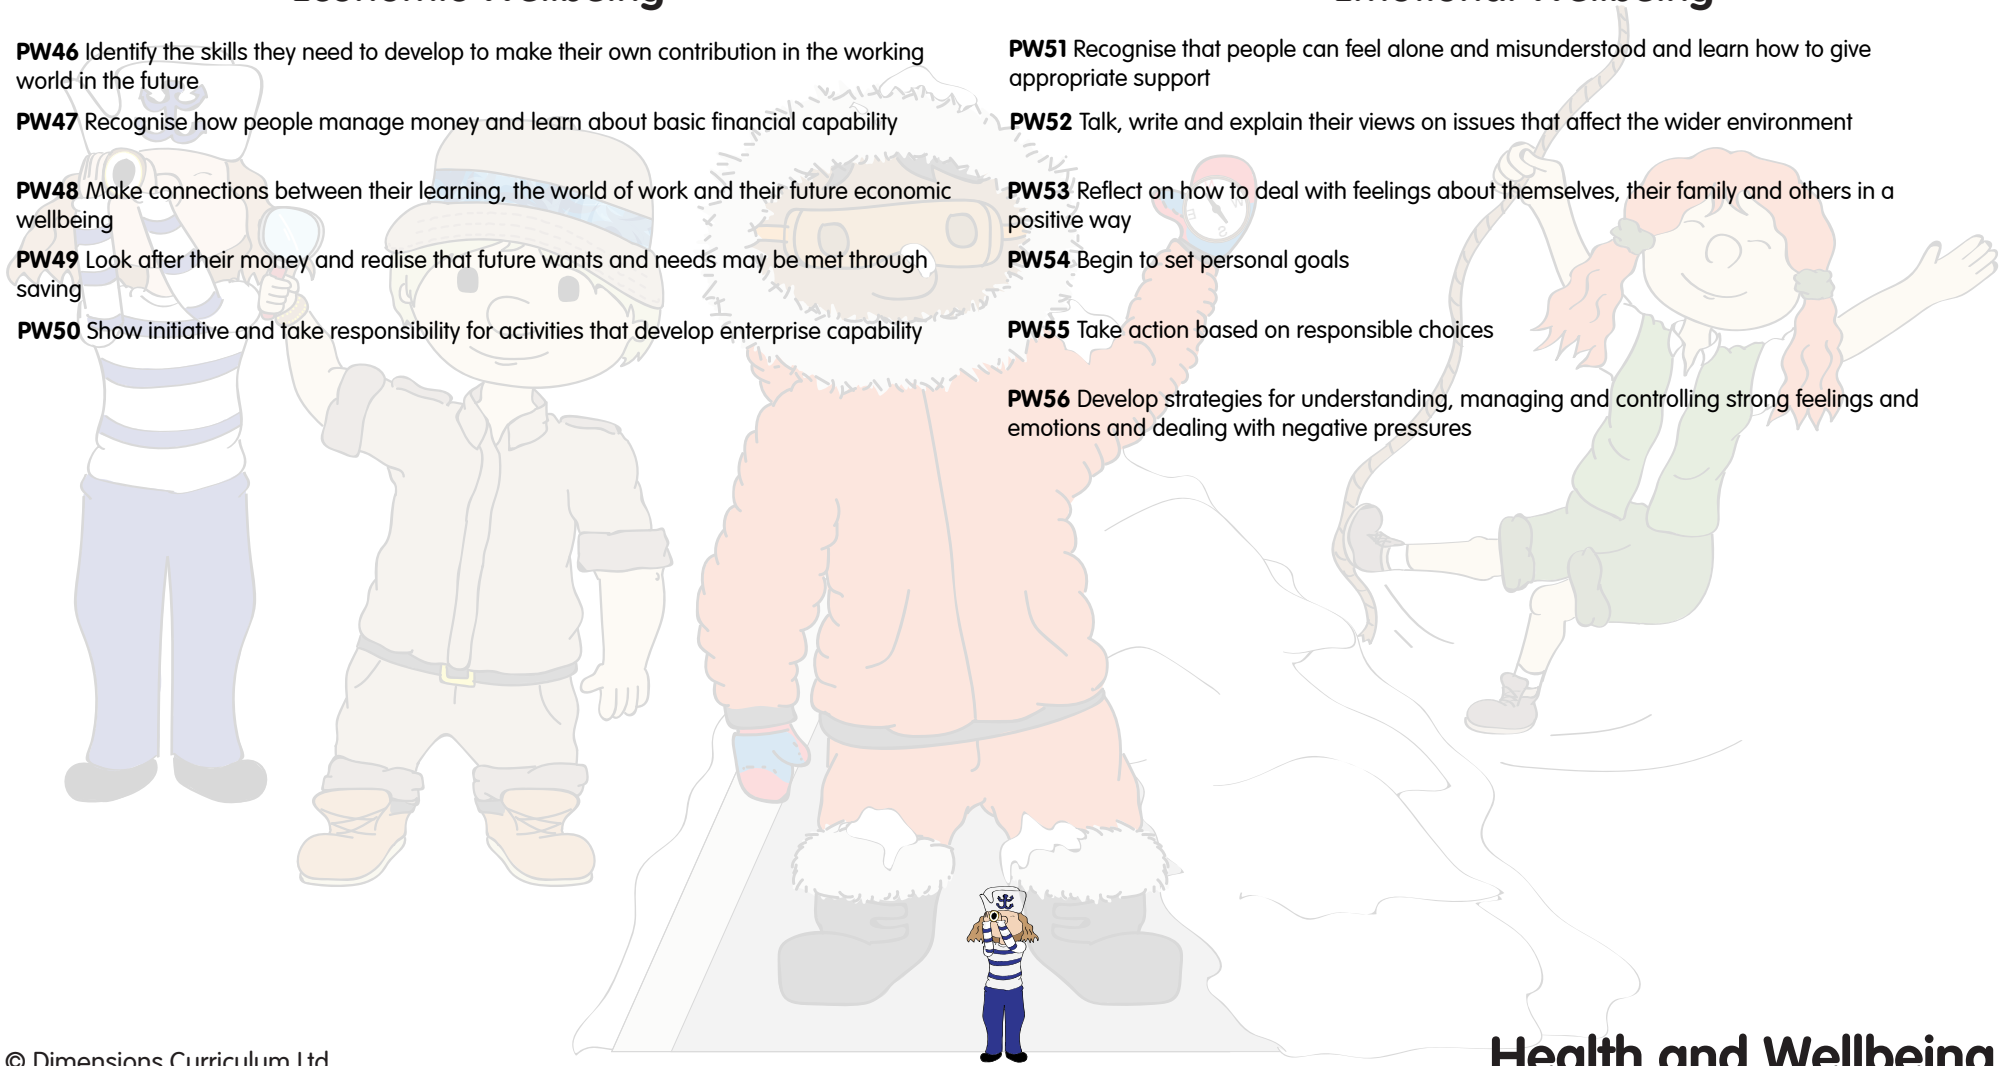 Economic Wellbeing
PW46 Identify the skills they need to develop to make their own contribution in the working
world in the future
PW47 Recognise how people manage money and learn about basic financial capability
PW48 Make connections between their learning, the world of work and their future economic
wellbeing
PW49 Look after their money and realise that future wants and needs may be met through
saving
PW50 Show initiative and take responsibility for activities that develop enterprise capability
Emotional Wellbeing
PW51 Recognise that people can feel alone and misunderstood and learn how to give
appropriate support
PW52 Talk, write and explain their views on issues that affect the wider environment
PW53 Reflect on how to deal with feelings about themselves, their family and others in a
positive way
PW54 Begin to set personal goals
PW55 Take action based on responsible choices
PW56 Develop strategies for understanding, managing and controlling strong feelings and
emotions and dealing with negative pressures
© Dimensions Curriculum Ltd
Health and Wellbeing